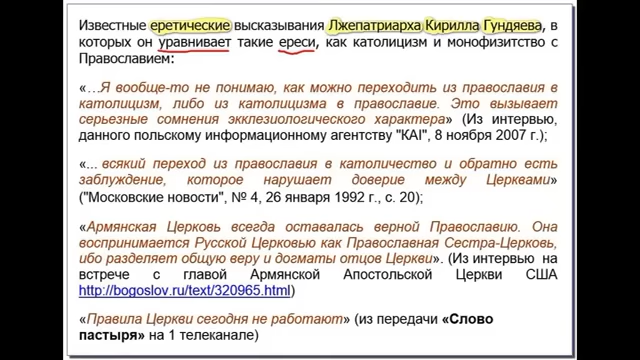 Известные еретические высказывания Лжепатриарха Кирилла Гундяева, в
которых он уравнивает такие ереси, как католицизм и монофизитство с
Православием:
«…Я вообще-то не понимаю, как можно переходить из православия в
католицизм, либо из католицизма в православие. Это вызывает
серьезные сомнения экклезиологического характера» (Из интервью,
данного польскому информационному агентству "KAI", 8 ноября 2007 г.);
«... всякий переход из православия в католичество и обратно есть
заблуждение, которое нарушает доверие между Церквами»
("Московские новости", № 4, 26 января 1992 г., с. 20);
«Армянская Церковь всегда оставалась верной Православию. Она
воспринимается Русской Церковью как Православная Сестра-Церковь,
ибо разделяет общую веру и догматы отцов Церкви». (Из интервью на
встрече с главой Армянской Апостольской Церкви США
http://bogoslov.ru/text/320965.html)
«Правила Церкви сегодня не работают» (из передачи «Слово
пастыря» на 1 телеканале)